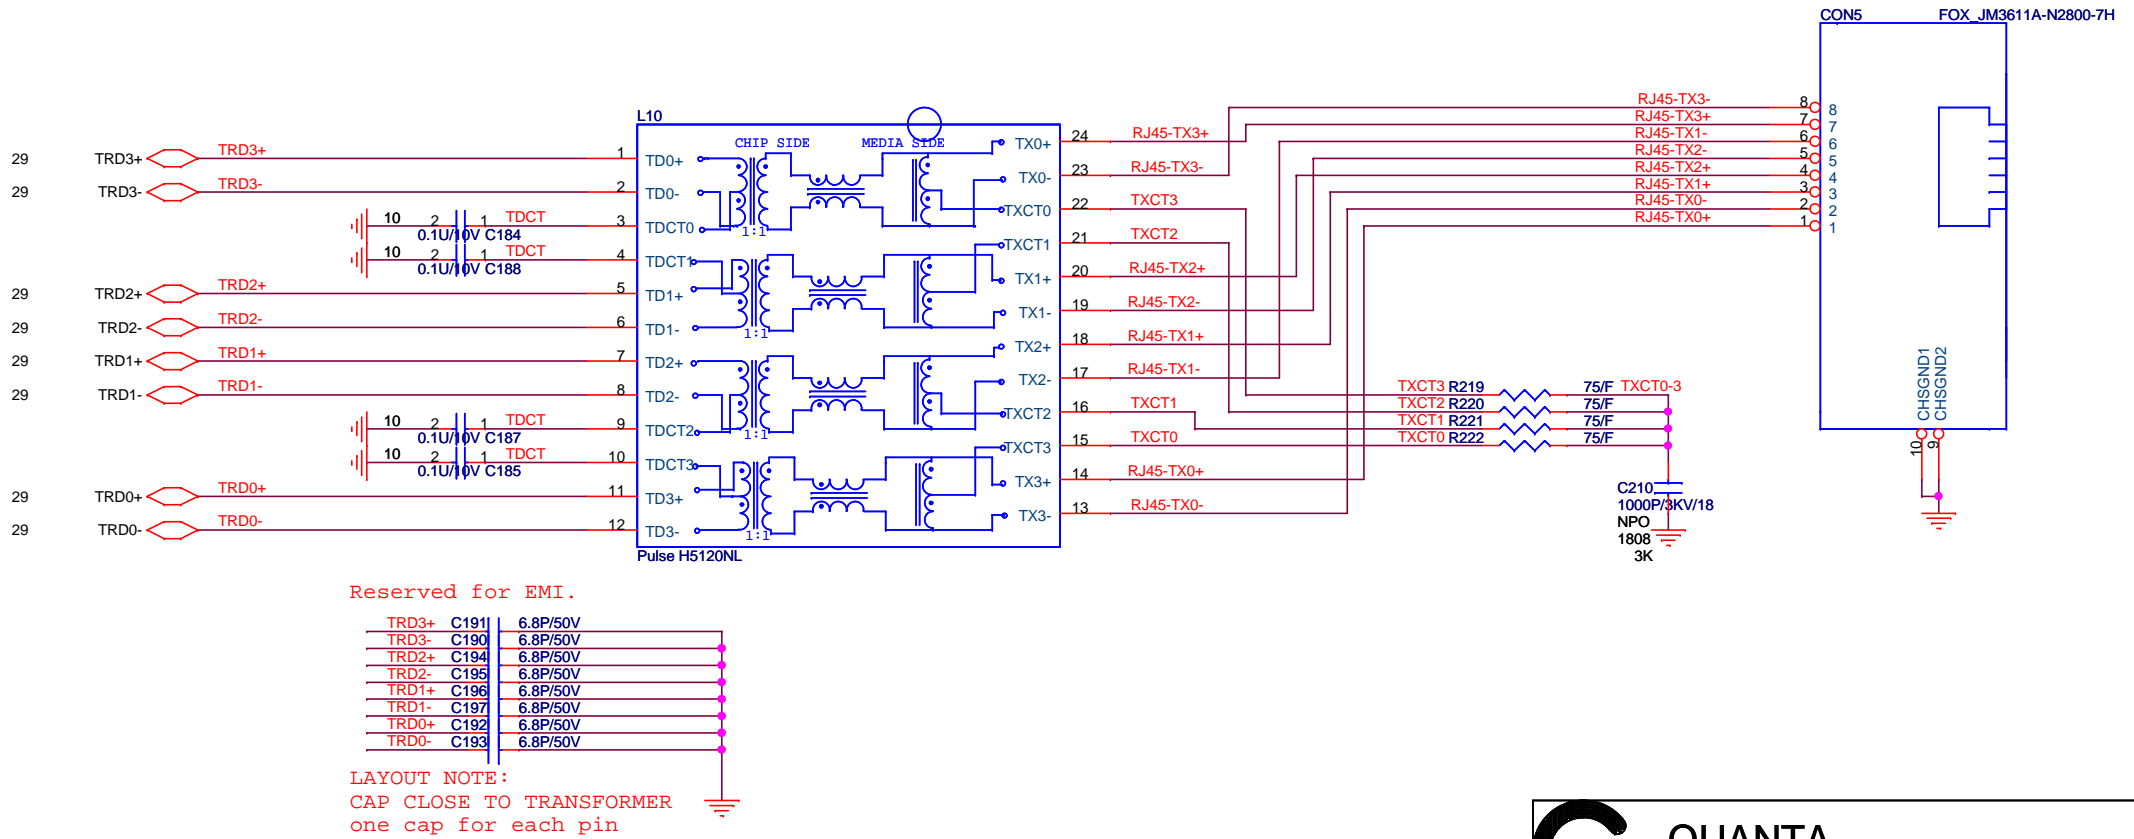 CON5 FOX_JM3611A-N2800-7H
L10
CHIP SIDE MEDIA SIDE
29 TRD3+ TRD3+ 1 TD0+
29 TRD3- TRD3- 2 TD0-
10 2 1 TDCT 3 TDCT0
0.1U/10V C184
10 2 1 TDCT 4 TDCT1
0.1U/10V C188
29 TRD2+ TRD2+ 5 TD1+
29 TRD2- TRD2- 6 TD1-
29 TRD1+ TRD1+ 7 TD2+
29 TRD1- TRD1- 8 TD2-
10 2 1 TDCT 9 TDCT2
0.1U/10V C187
10 2 1 TDCT 10 TDCT3
0.1U/10V C185
29 TRD0+ TRD0+ 11 TD3+
29 TRD0- TRD0- 12 TD3-
1:1
1:1
1:1
1:1
TX0+ 24 RJ45-TX3+
TX0- 23 RJ45-TX3-
TXCT0 22 TXCT3
TXCT1 21 TXCT2
TX1+ 20 RJ45-TX2+
TX1- 19 RJ45-TX2-
TX2+ 18 RJ45-TX1+
TX2- 17 RJ45-TX1-
TXCT2 16 TXCT1
TXCT3 15 TXCT0
TX3+ 14 RJ45-TX0+
TX3- 13 RJ45-TX0-
Pulse H5120NL
RJ45-TX3- 8 8
RJ45-TX3+ 7 7
RJ45-TX1- 6 6
RJ45-TX2- 5 5
RJ45-TX2+ 4 4
RJ45-TX1+ 3 3
RJ45-TX0- 2 2
RJ45-TX0+ 1 1
CHSGND1
CHSGND2
10
9
TXCT3 R219 75/F TXCT0-3
TXCT2 R220 75/F
TXCT1 R221 75/F
TXCT0 R222 75/F
C210
1000P/3KV/18
NPO
1808
3K
Reserved for EMI.
TRD3+ C191 6.8P/50V
TRD3- C190 6.8P/50V
TRD2+ C194 6.8P/50V
TRD2- C195 6.8P/50V
TRD1+ C196 6.8P/50V
TRD1- C197 6.8P/50V
TRD0+ C192 6.8P/50V
TRD0- C193 6.8P/50V
LAYOUT NOTE:
CAP CLOSE TO TRANSFORMER
one cap for each pin
QUANTA